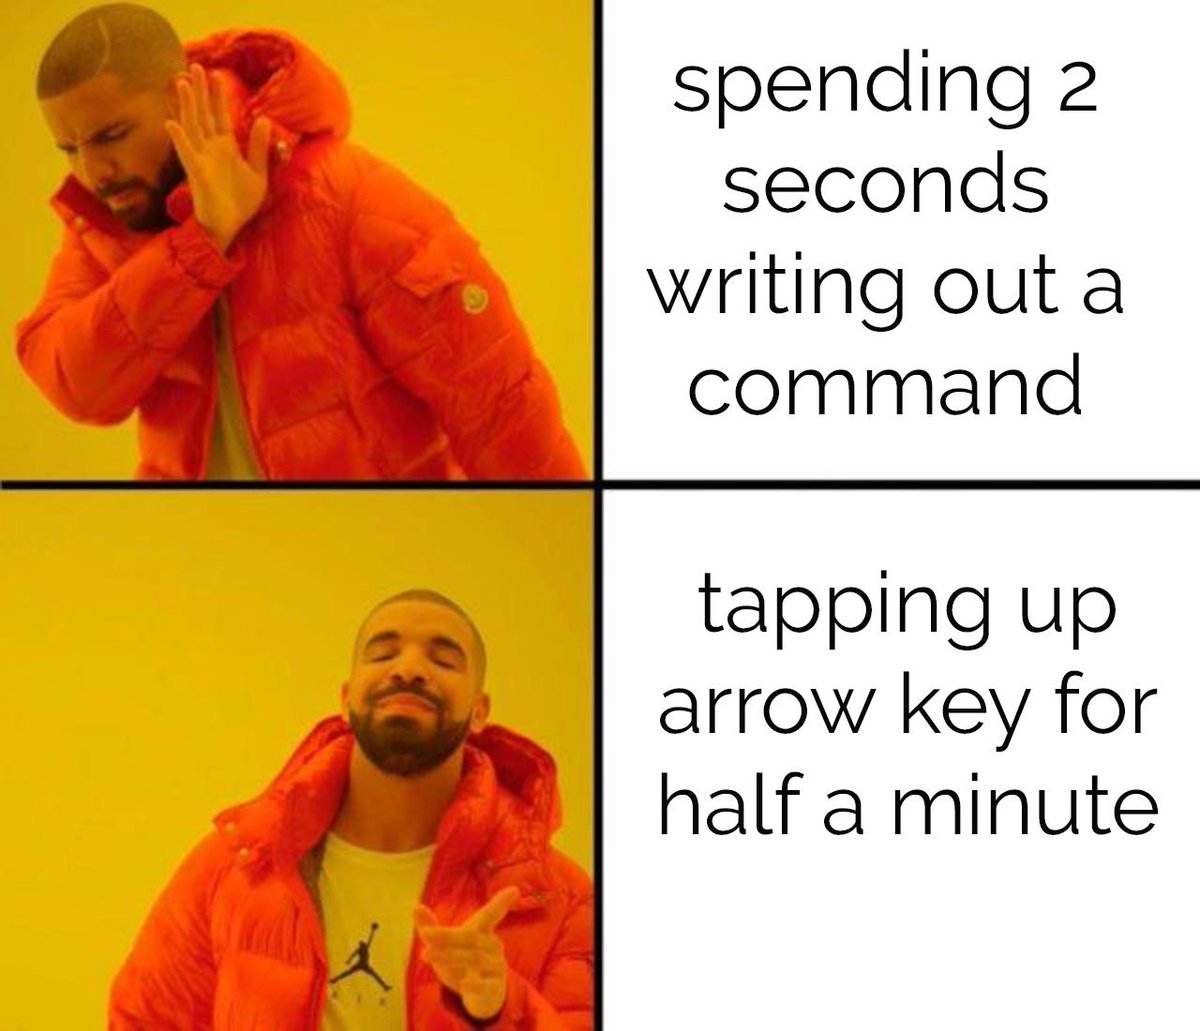 spending 2
seconds
writing out a
command
tapping up
arrow key for
half a minute